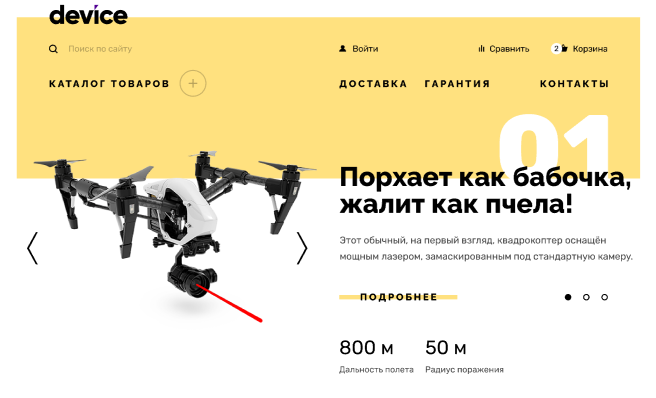 device
Поиск по сайту
Войти
Сравнить
2
Корзина
КАТАЛОГ ТОВАРОВ
ДОСТАВКА
ГАРАНТИЯ
КОНТАКТЫ
01
Порхает как бабочка,
жалит как пчела!
Этот обычный, на первый взгляд, квадрокоптер оснащён
мощным лазером, замаскированным под стандартную камеру.
ПОДРОБНЕЕ
800 м
50 м
Дальность полета
Радиус поражения